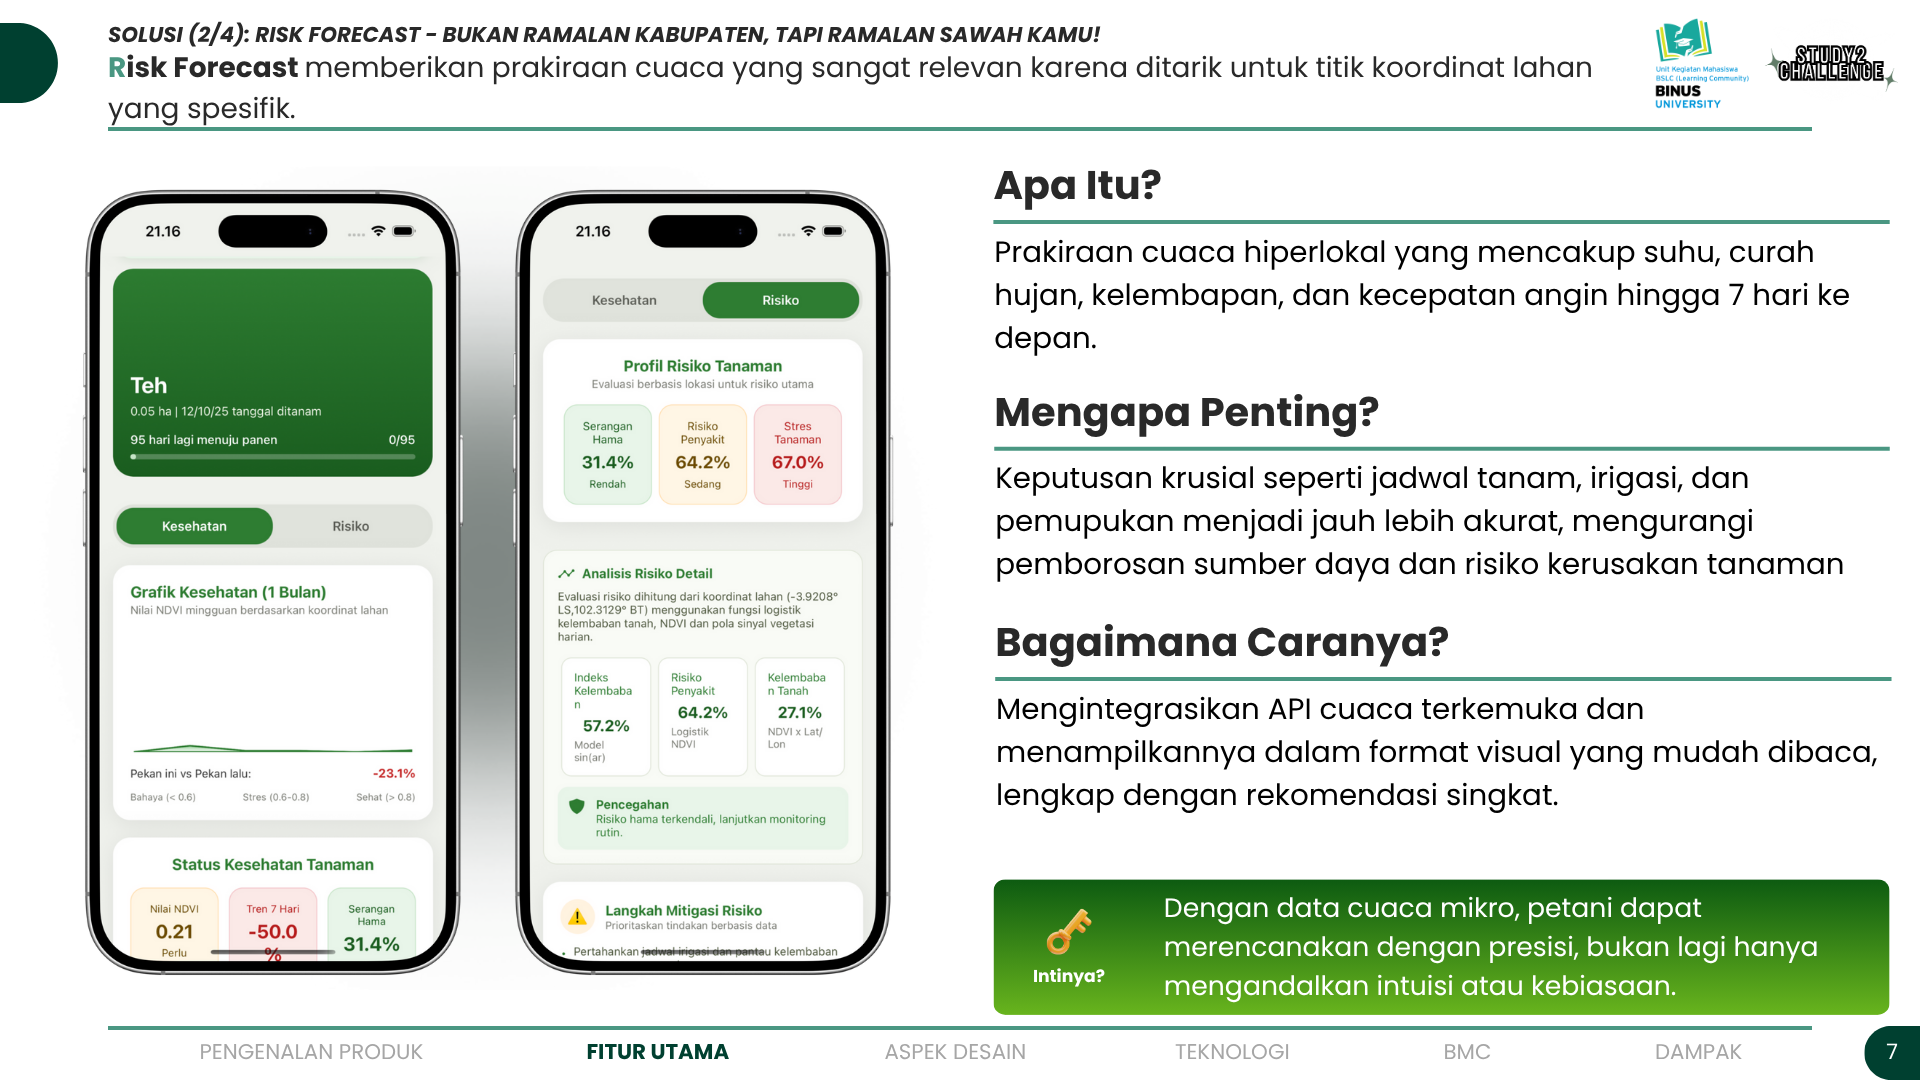 SOLUSI (2/4): RISK FORECAST - BUKAN RAMALAN KABUPATEN, TAPI RAMALAN SAWAH KAMU!
Risk Forecast memberikan prakiraan cuaca yang sangat relevan karena ditarik untuk titik koordinat lahan
yang spesifik.
Unit Kegiatan Mahasiswa
BSLC (Learning Community)
BINUS
UNIVERSITY
STUDY2
CHALLENGE
21.16
Teh
0.05 ha | 12/10/25 tanggal ditanam
95 hari lagi menuju panen 0/95
Kesehatan Risiko
Grafik Kesehatan (1 Bulan)
Nilai NDVI mingguan berdasarkan koordinat lahan
Pekan ini vs Pekan lalu: -23.1%
Bahaya (< 0.6) Stres (0.6-0.8) Sehat (> 0.8)
Status Kesehatan Tanaman
Nilai NDVI
0.21
Perlu
Tren 7 Hari
-50.0
%
Serangan
Hama
31.4%
21.16
Kesehatan Risiko
Profil Risiko Tanaman
Evaluasi berbasis lokasi untuk risiko utama
Serangan
Hama
31.4%
Rendah
Risiko
Penyakit
64.2%
Sedang
Stres
Tanaman
67.0%
Tinggi
Analisis Risiko Detail
Evaluasi risiko dihitung dari koordinat lahan (-3.9208°
LS,102.3129° BT) menggunakan fungsi logistik
kelembaban tanah, NDVI dan pola sinyal vegetasi
harian.
Indeks
Kelembaba
n
57.2%
Model
sin(ar)
Risiko
Penyakit
64.2%
Logistik
NDVI
Kelembaba
n Tanah
27.1%
NDVI x Lat/
Lon
Pencegahan
Risiko hama terkendali, lanjutkan monitoring
rutin.
Langkah Mitigasi Risiko
Prioritaskan tindakan berbasis data
• Pertahankan jadwal irigasi dan pantau kelembaban
Apa Itu?
Prakiraan cuaca hiperlokal yang mencakup suhu, curah
hujan, kelembapan, dan kecepatan angin hingga 7 hari ke
depan.
Mengapa Penting?
Keputusan krusial seperti jadwal tanam, irigasi, dan
pemupukan menjadi jauh lebih akurat, mengurangi
pemborosan sumber daya dan risiko kerusakan tanaman
Bagaimana Caranya?
Mengintegrasikan API cuaca terkemuka dan
menampilkannya dalam format visual yang mudah dibaca,
lengkap dengan rekomendasi singkat.
Intinya?
Dengan data cuaca mikro, petani dapat
merencanakan dengan presisi, bukan lagi hanya
mengandalkan intuisi atau kebiasaan.
PENGENALAN PRODUK FITUR UTAMA ASPEK DESAIN TEKNOLOGI BMC DAMPAK 7